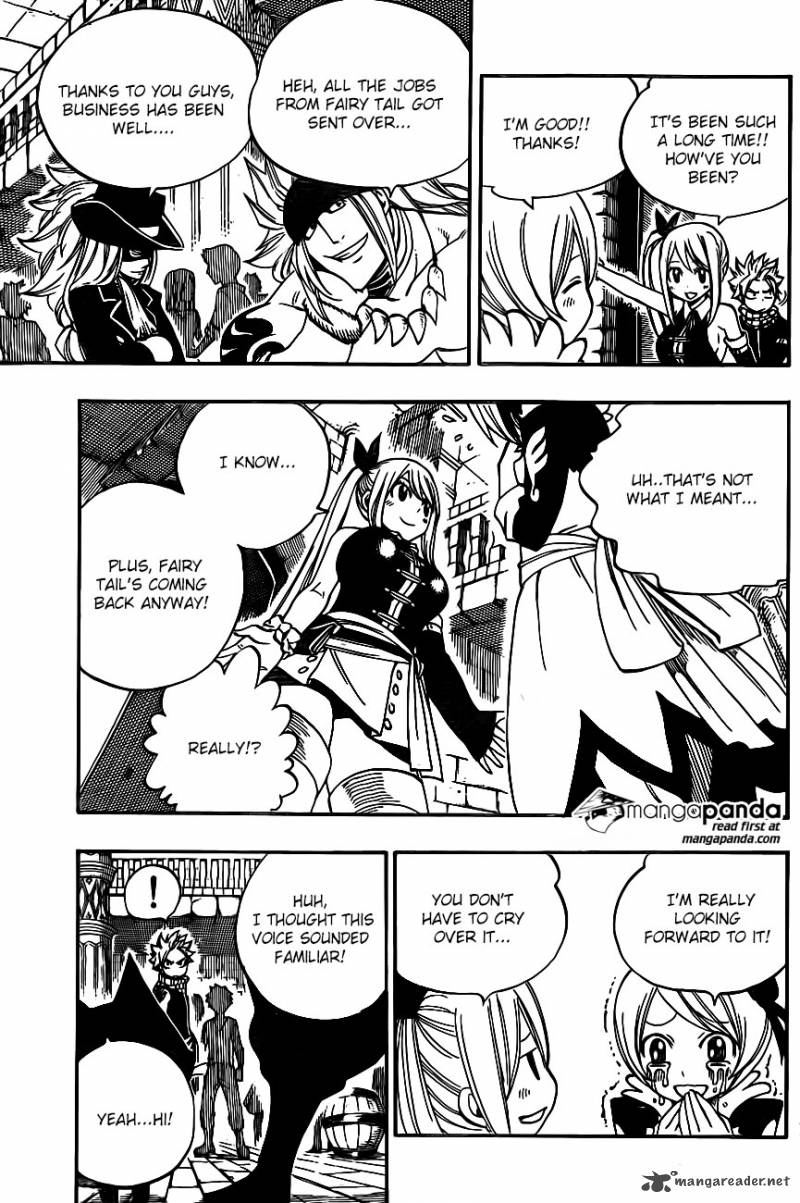 IT'S BEEN SUCH
A LONG TIME!!
HOW'VE YOU
BEEN?
I'M GOOD!!
THANKS!
HEH, ALL THE JOBS
FROM FAIRY TAIL GOT
SENT OVER...
THANKS TO YOU GUYS,
BUSINESS HAS BEEN
WELL....
UH..THAT'S NOT
WHAT I MEANT...
I KNOW...
PLUS, FAIRY
TAIL'S COMING
BACK ANYWAY!
REALLY!?
mangapanda
read first at
mangapanda.com
I'M REALLY
LOOKING
FORWARD TO IT!
YOU DON'T
HAVE TO CRY
OVER IT...
HUH,
I THOUGHT THIS
VOICE SOUNDED
FAMILIAR!
!
YEAH...HI!
mangareader.net